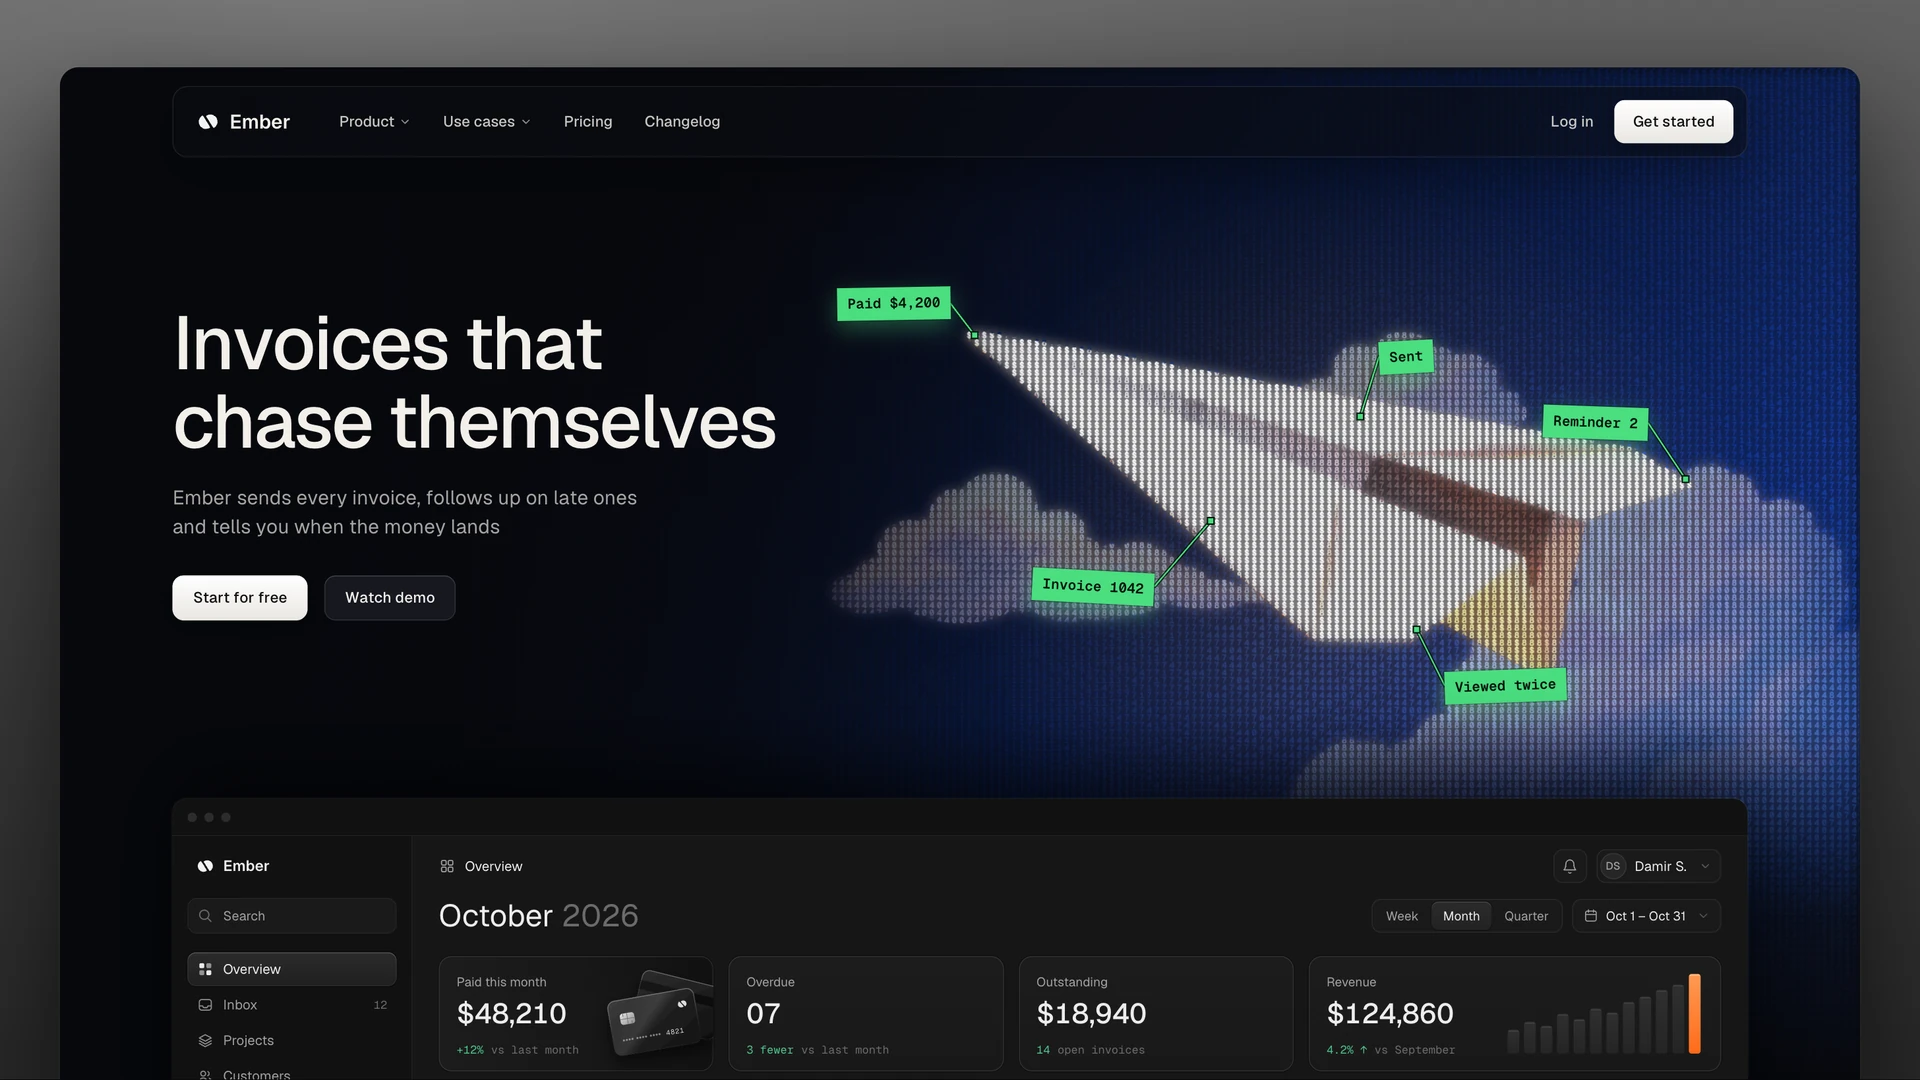 Ember
Product
Use cases
Pricing
Changelog
Log in
Get started
Invoices that
chase themselves
Ember sends every invoice, follows up on late ones
and tells you when the money lands
Start for free
Watch demo
Paid $4,200
Sent
Reminder 2
Invoice 1042
Viewed twice
Ember
Search
Overview
Inbox 12
Projects
Customers
Overview
DS Damir S.
October 2026
Week Month Quarter
Oct 1 – Oct 31
Paid this month
$48,210
+12% vs last month
4821
Overdue
07
3 fewer vs last month
Outstanding
$18,940
14 open invoices
Revenue
$124,860
4.2% ↑ vs September